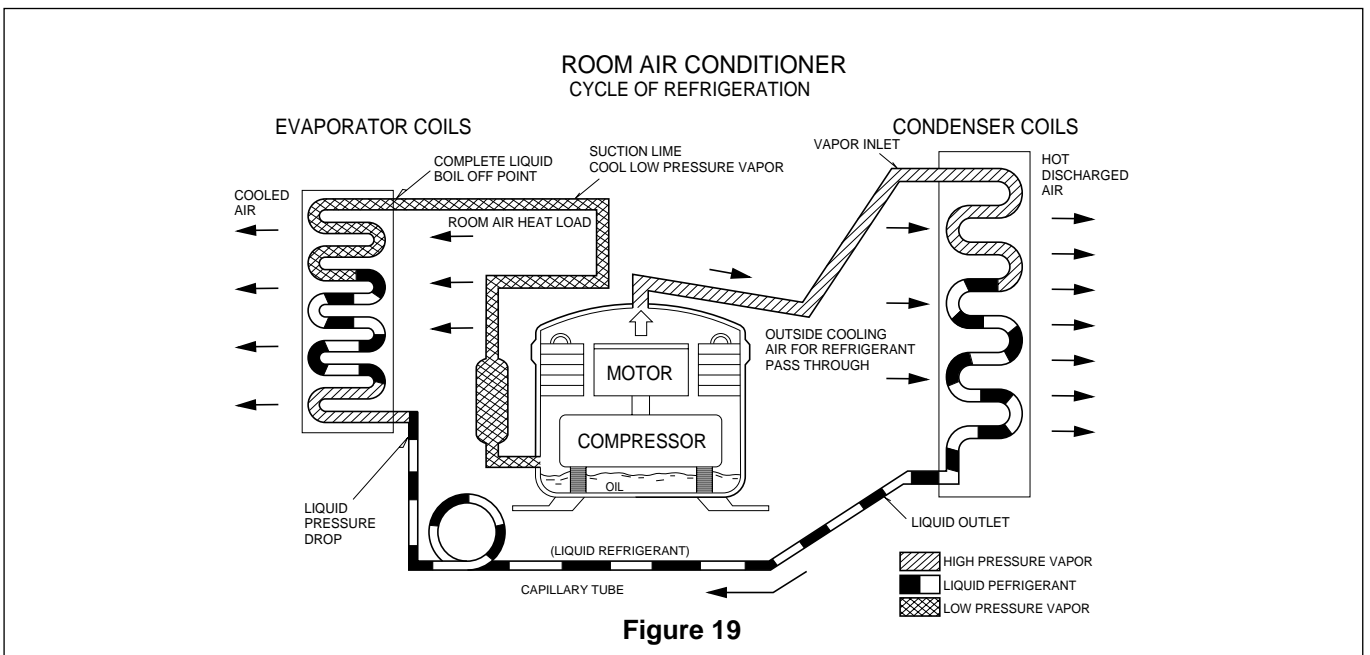 ROOM AIR CONDITIONER
CYCLE OF REFRIGERATION
EVAPORATOR COILS
CONDENSER COILS
COMPLETE LIQUID
BOIL OFF POINT
SUCTION LIME
COOL LOW PRESSURE VAPOR
VAPOR INLET
HOT
DISCHARGED
AIR
COOLED
AIR
ROOM AIR HEAT LOAD
OUTSIDE COOLING
AIR FOR REFRIGERANT
PASS THROUGH
MOTOR
COMPRESSOR
OIL
LIQUID
PRESSURE
DROP
LIQUID OUTLET
(LIQUID REFRIGERANT)
CAPILLARY TUBE
HIGH PRESSURE VAPOR
LIQUID PEFRIGERANT
LOW PRESSURE VAPOR
Figure 19